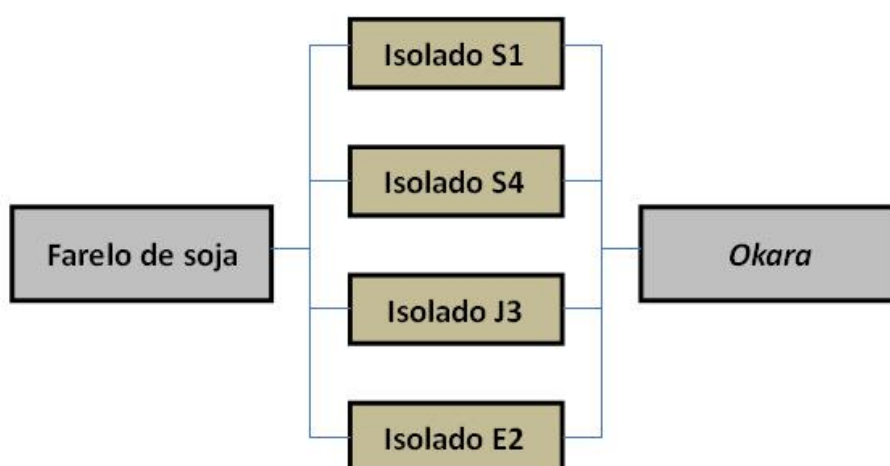 Isolado S1
Isolado S4
Farelo de soja
Okara
Isolado J3
Isolado E2